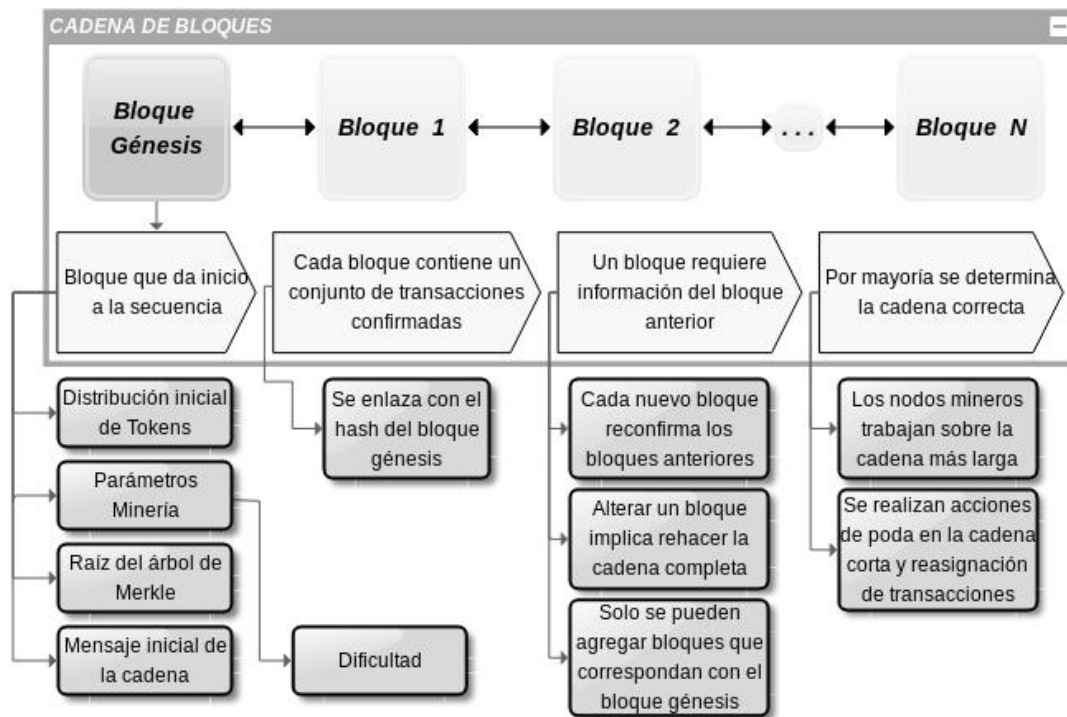 CADENA DE BLOQUES
Bloque
Génesis
Bloque 1
Bloque 2
...
Bloque N
Bloque que da inicio
a la secuencia
Cada bloque contiene un
conjunto de transacciones
confirmadas
Un bloque requiere
información del bloque
anterior
Por mayoría se determina
la cadena correcta
Distribución inicial
de Tokens
Parámetros
Minería
Raíz del árbol de
Merkle
Mensaje inicial de
la cadena
Se enlaza con el
hash del bloque
génesis
Dificultad
Cada nuevo bloque
reconfirma los
bloques anteriores
Alterar un bloque
implica rehacer la
cadena completa
Solo se pueden
agregar bloques que
correspondan con el
bloque génesis
Los nodos mineros
trabajan sobre la
cadena más larga
Se realizan acciones
de poda en la cadena
corta y reasignación
de transacciones